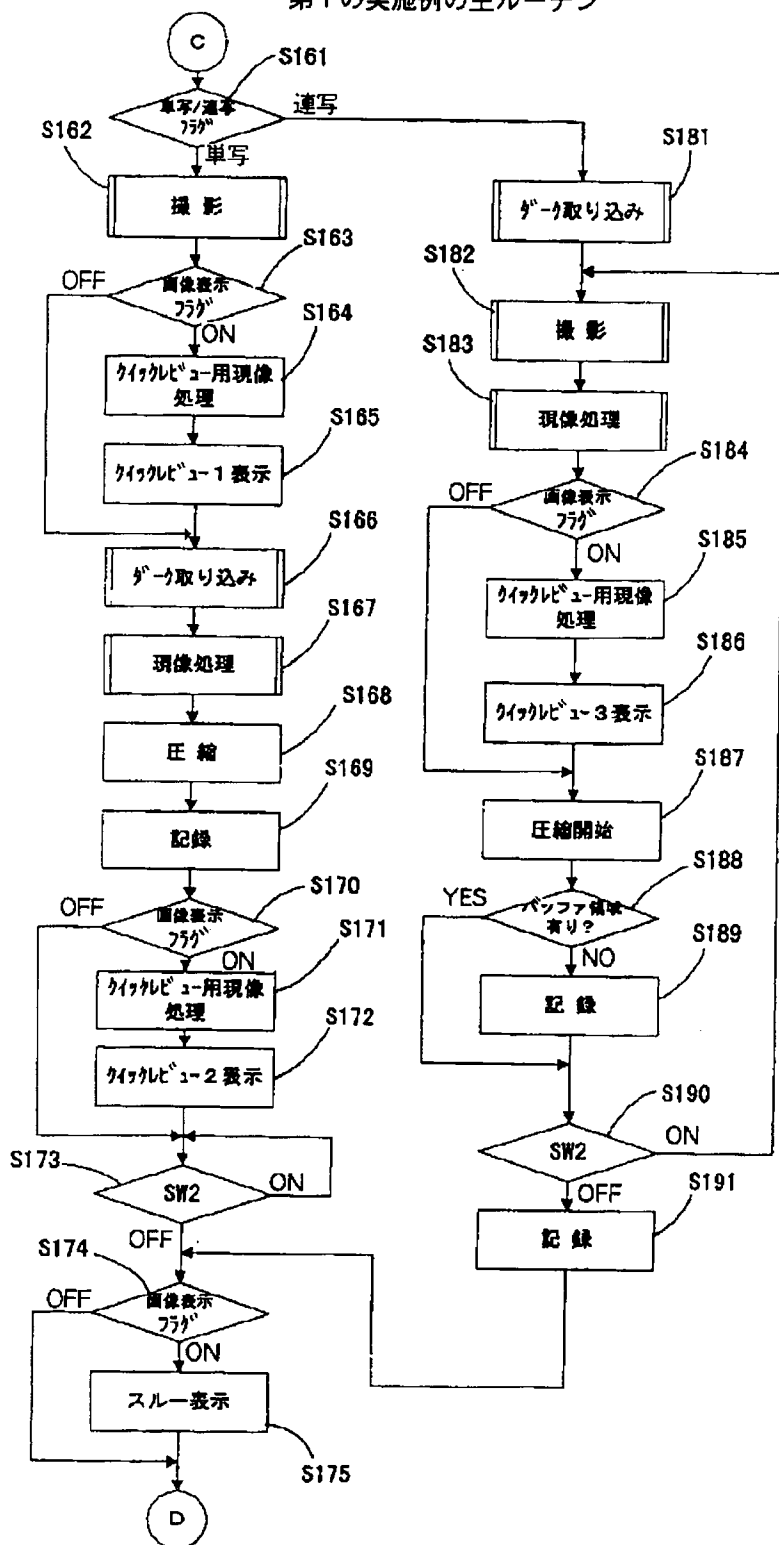 第1の実施例の主ルーチン
C
S161
単写/連写
フラグ
連写
単写
S162
撮 影
S163
OFF
画像表示
フラグ
ON
S164
クイックレビュー用現像
処理
S165
クイックレビュー1表示
S166
ダーク取り込み
S167
現像処理
S168
圧 縮
S169
記録
S170
OFF
画像表示
フラグ
ON
S171
クイックレビュー用現像
処理
S172
クイックレビュー2表示
S173
SW2
ON
OFF
S174
OFF
画像表示
フラグ
ON
スルー表示
S175
D
S181
ダーク取り込み
S182
撮 影
S183
現像処理
S184
OFF
画像表示
フラグ
ON
S185
クイックレビュー用現像
処理
S186
クイックレビュー3表示
S187
圧縮開始
S188
YES
バッファ領域
有り?
NO
S189
記 録
S190
SW2
ON
OFF
S191
記 録